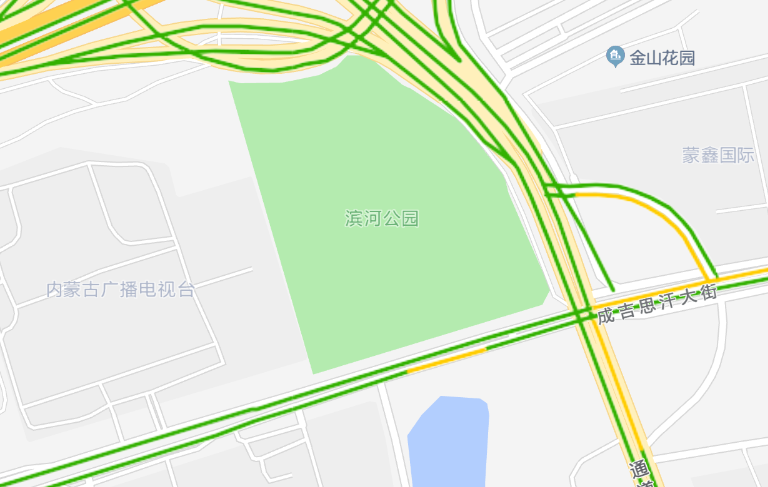 金山花园
蒙鑫国际
滨河公园
内蒙古广播电视台
成吉思汗大街
通